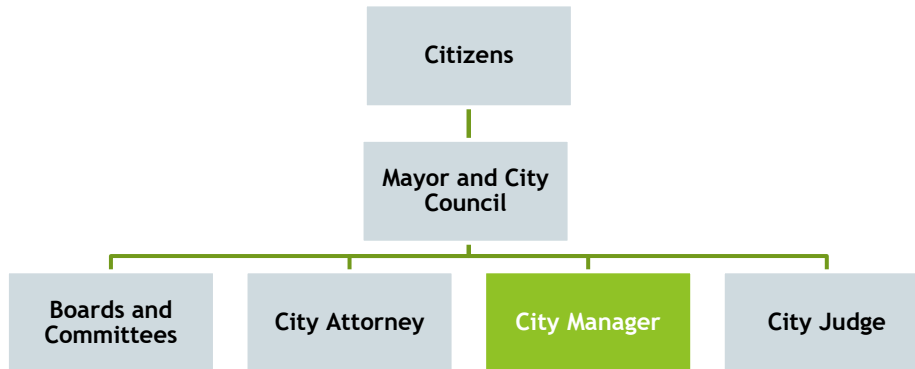 Citizens
Mayor and City
Council
Boards and
Committees
City Attorney
City Manager
City Judge